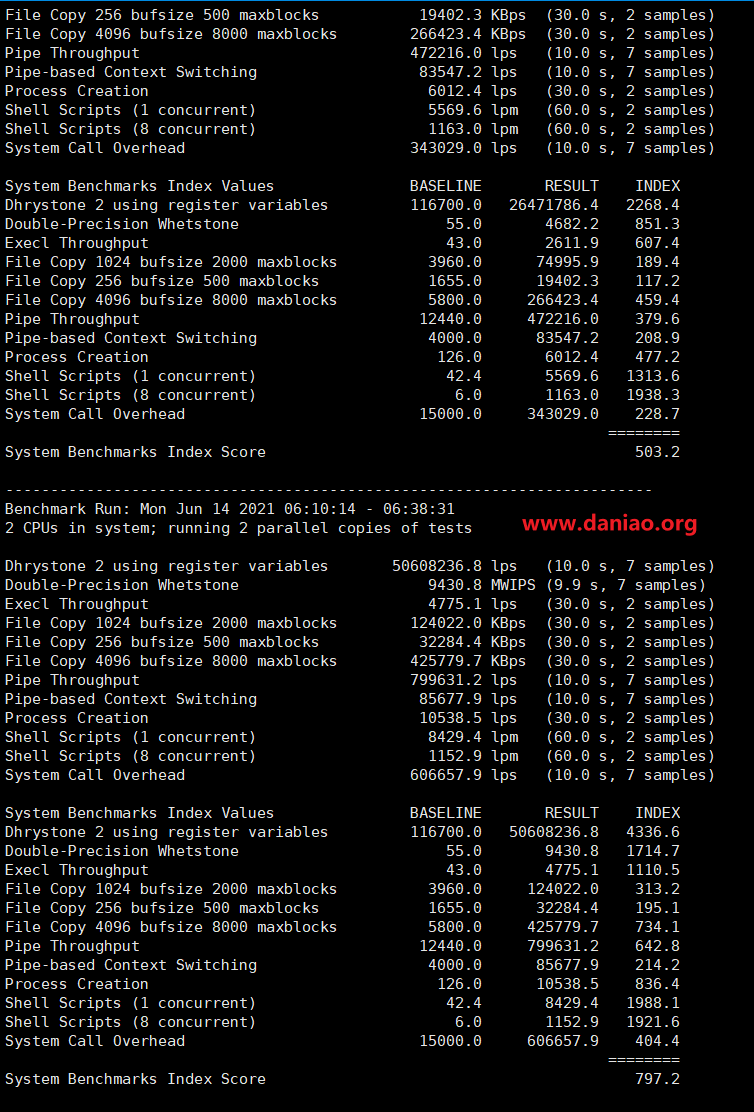 File Copy 256 bufsize 500 maxblocks 19402.3 KBps (30.0 s, 2 samples)
File Copy 4096 bufsize 8000 maxblocks 266423.4 KBps (30.0 s, 2 samples)
Pipe Throughput 472216.0 lps (10.0 s, 7 samples)
Pipe-based Context Switching 83547.2 lps (10.0 s, 7 samples)
Process Creation 6012.4 lps (30.0 s, 2 samples)
Shell Scripts (1 concurrent) 5569.6 lpm (60.0 s, 2 samples)
Shell Scripts (8 concurrent) 1163.0 lpm (60.0 s, 2 samples)
System Call Overhead 343029.0 lps (10.0 s, 7 samples)
System Benchmarks Index Values BASELINE RESULT INDEX
Dhrystone 2 using register variables 116700.0 26471786.4 2268.4
Double-Precision Whetstone 55.0 4682.2 851.3
Execl Throughput 43.0 2611.9 607.4
File Copy 1024 bufsize 2000 maxblocks 3960.0 74995.9 189.4
File Copy 256 bufsize 500 maxblocks 1655.0 19402.3 117.2
File Copy 4096 bufsize 8000 maxblocks 5800.0 266423.4 459.4
Pipe Throughput 12440.0 472216.0 379.6
Pipe-based Context Switching 4000.0 83547.2 208.9
Process Creation 126.0 6012.4 477.2
Shell Scripts (1 concurrent) 42.4 5569.6 1313.6
Shell Scripts (8 concurrent) 6.0 1163.0 1938.3
System Call Overhead 15000.0 343029.0 228.7
========
System Benchmarks Index Score 503.2
------------------------------------------------------------------------
Benchmark Run: Mon Jun 14 2021 06:10:14 - 06:38:31
2 CPUs in system; running 2 parallel copies of tests www.daniao.org
Dhrystone 2 using register variables 50608236.8 lps (10.0 s, 7 samples)
Double-Precision Whetstone 9430.8 MWIPS (9.9 s, 7 samples)
Execl Throughput 4775.1 lps (30.0 s, 2 samples)
File Copy 1024 bufsize 2000 maxblocks 124022.0 KBps (30.0 s, 2 samples)
File Copy 256 bufsize 500 maxblocks 32284.4 KBps (30.0 s, 2 samples)
File Copy 4096 bufsize 8000 maxblocks 425779.7 KBps (30.0 s, 2 samples)
Pipe Throughput 799631.2 lps (10.0 s, 7 samples)
Pipe-based Context Switching 85677.9 lps (10.0 s, 7 samples)
Process Creation 10538.5 lps (30.0 s, 2 samples)
Shell Scripts (1 concurrent) 8429.4 lpm (60.0 s, 2 samples)
Shell Scripts (8 concurrent) 1152.9 lpm (60.0 s, 2 samples)
System Call Overhead 606657.9 lps (10.0 s, 7 samples)
System Benchmarks Index Values BASELINE RESULT INDEX
Dhrystone 2 using register variables 116700.0 50608236.8 4336.6
Double-Precision Whetstone 55.0 9430.8 1714.7
Execl Throughput 43.0 4775.1 1110.5
File Copy 1024 bufsize 2000 maxblocks 3960.0 124022.0 313.2
File Copy 256 bufsize 500 maxblocks 1655.0 32284.4 195.1
File Copy 4096 bufsize 8000 maxblocks 5800.0 425779.7 734.1
Pipe Throughput 12440.0 799631.2 642.8
Pipe-based Context Switching 4000.0 85677.9 214.2
Process Creation 126.0 10538.5 836.4
Shell Scripts (1 concurrent) 42.4 8429.4 1988.1
Shell Scripts (8 concurrent) 6.0 1152.9 1921.6
System Call Overhead 15000.0 606657.9 404.4
========
System Benchmarks Index Score 797.2